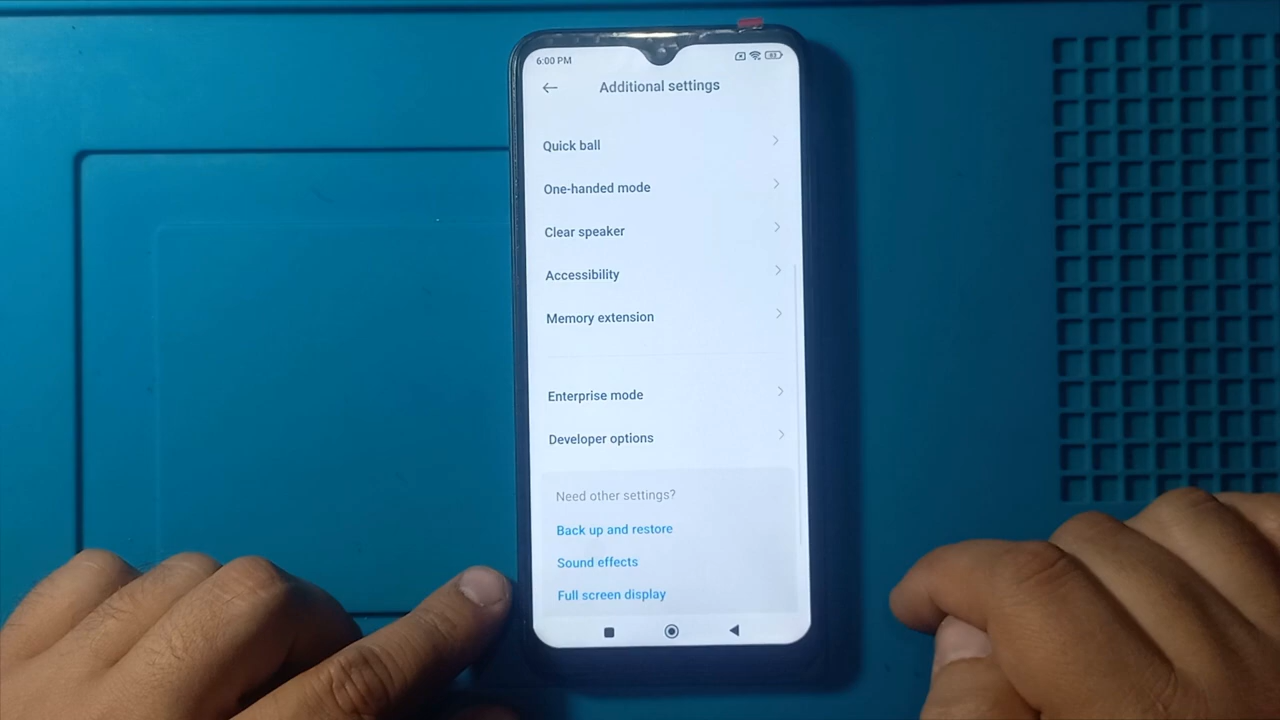 6:00 PM 83
Additional settings
Quick ball
One-handed mode
Clear speaker
Accessibility
Memory extension
Enterprise mode
Developer options
Need other settings?
Back up and restore
Sound effects
Full screen display